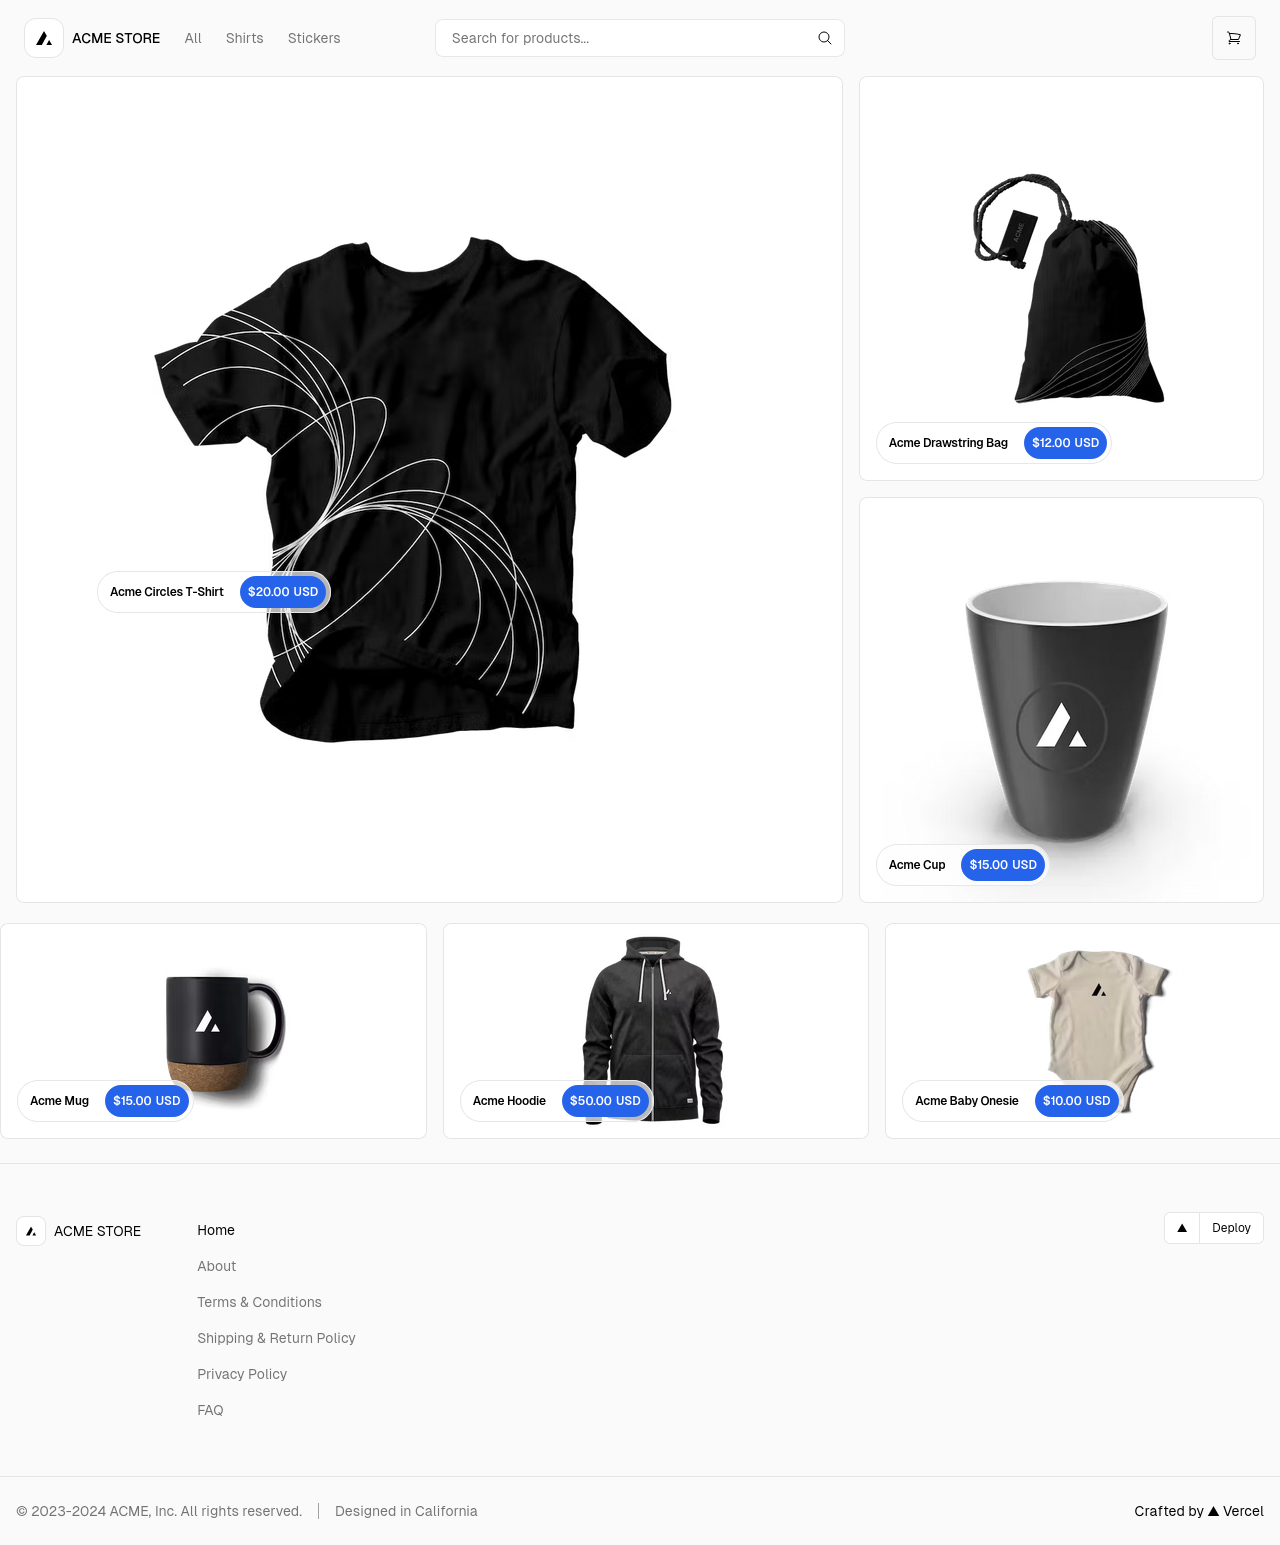 ACME STORE
All
Shirts
Stickers
Search for products...
Acme Circles T-Shirt
$20.00 USD
ACME
Acme Drawstring Bag
$12.00 USD
Acme Cup
$15.00 USD
Acme Mug
$15.00 USD
Acme Hoodie
$50.00 USD
Acme Baby Onesie
$10.00 USD
ACME STORE
Home
About
Terms & Conditions
Shipping & Return Policy
Privacy Policy
FAQ
Deploy
© 2023-2024 ACME, Inc. All rights reserved.
Designed in California
Crafted by ▲ Vercel